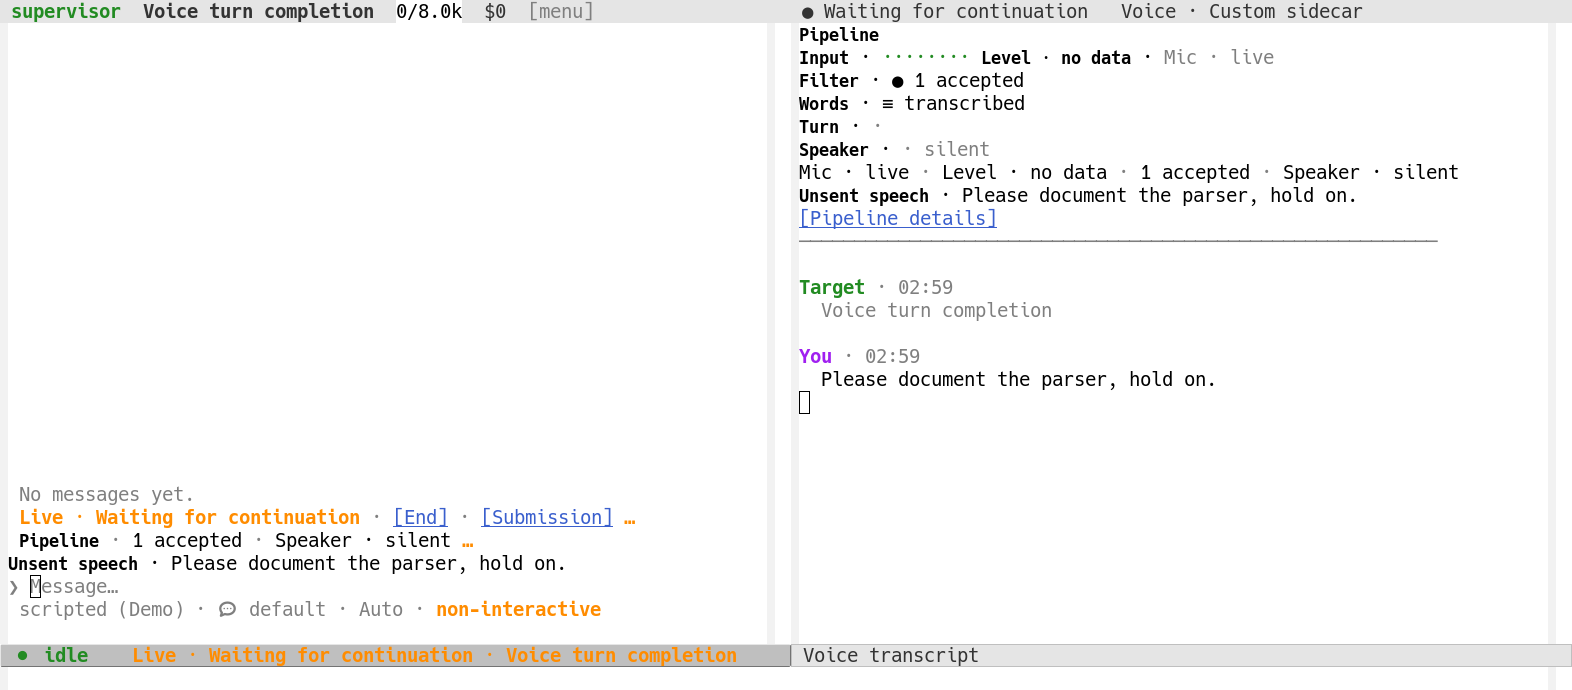 supervisor  Voice turn completion  0/8.0k  $0  [menu]
No messages yet.
Live · Waiting for continuation · [End] · [Submission] …
Pipeline · 1 accepted · Speaker · silent …
Unsent speech · Please document the parser, hold on.
❯ Message…
scripted (Demo) · 💬 default · Auto · non-interactive
● idle    Live · Waiting for continuation · Voice turn completion
● Waiting for continuation   Voice · Custom sidecar
Pipeline
Input · ········ Level · no data · Mic · live
Filter · ● 1 accepted
Words · ≡ transcribed
Turn · ·
Speaker · · silent
Mic · live · Level · no data · 1 accepted · Speaker · silent
Unsent speech · Please document the parser, hold on.
[Pipeline details]
Target · 02:59
Voice turn completion
You · 02:59
Please document the parser, hold on.
Voice transcript